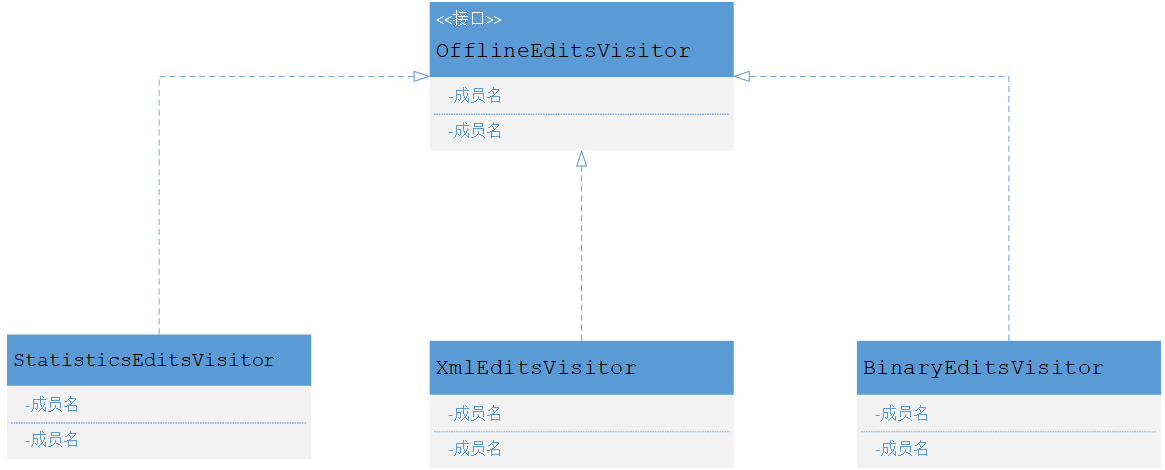 <<接口>>
OfflineEditsVisitor
-成员名
-成员名
StatisticsEditsVisitor
-成员名
-成员名
XmlEditsVisitor
-成员名
-成员名
BinaryEditsVisitor
-成员名
-成员名